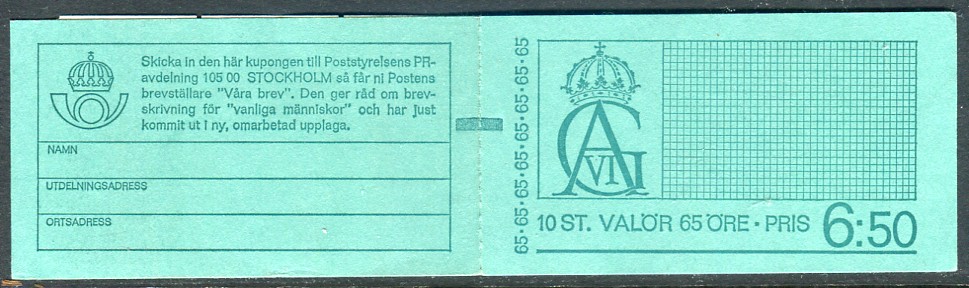 Skicka in den här kupongen till Poststyrelsens PR-
avdelning 105 00 STOCKHOLM så får ni Postens
brevställare "Våra brev". Den ger råd om brev-
skrivning för "vanliga människor" och har just
kommit ut i ny, omarbetad upplaga.
NAMN
UTDELNINGSADRESS
ORTSADRESS
65·65·65·65·65·65·65·65·65
GVIA
10 ST. VALÖR 65 ÖRE · PRIS 6:50